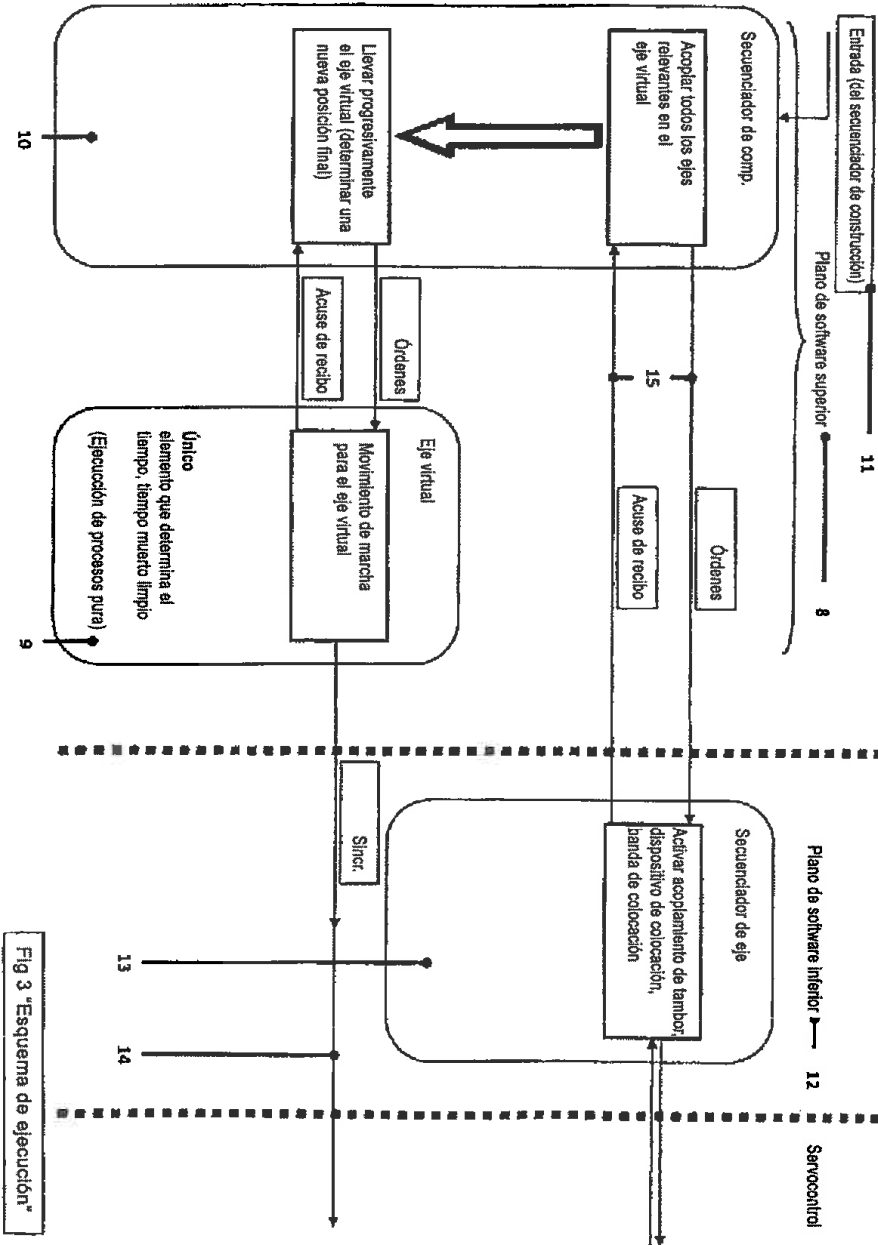 Entrada (del secuenciador de construcción)
11
Plano de software superior
8
Plano de software inferior
12
Servocontrol
Secuenciador de comp.
Acoplar todos los ejes
relevantes en el
eje virtual
15
Órdenes
Acuse de recibo
Secuenciador de eje
Activar acoplamiento de tambor,
dispositivo de colocación,
banda de colocación
Llevar progresivamente
el eje virtual (determinar una
nueva posición final)
Órdenes
Acuse de recibo
Eje virtual
Movimiento de marcha
para el eje virtual
Único
elemento que determina el
tiempo, tiempo muerto limpio
(Ejecucción de procesos pura)
Sincr.
10
9
13
14
Fig 3 "Esquema de ejecución"